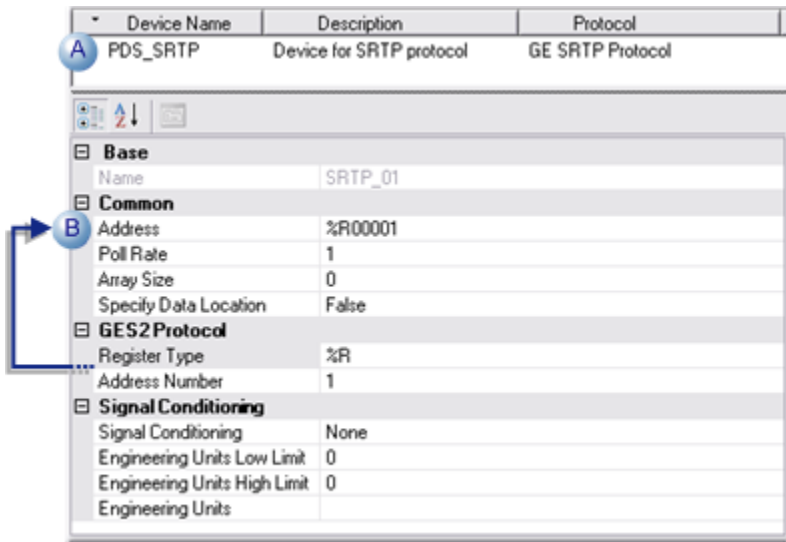 Device Name Description Protocol
A PDS_SRTP Device for SRTP protocol GE SRTP Protocol
A Z
Base
Name SRTP_01
Common
B Address %R00001
Poll Rate 1
Array Size 0
Specify Data Location False
GES2 Protocol
Register Type %R
Address Number 1
Signal Conditioning
Signal Conditioning None
Engineering Units Low Limit 0
Engineering Units High Limit 0
Engineering Units